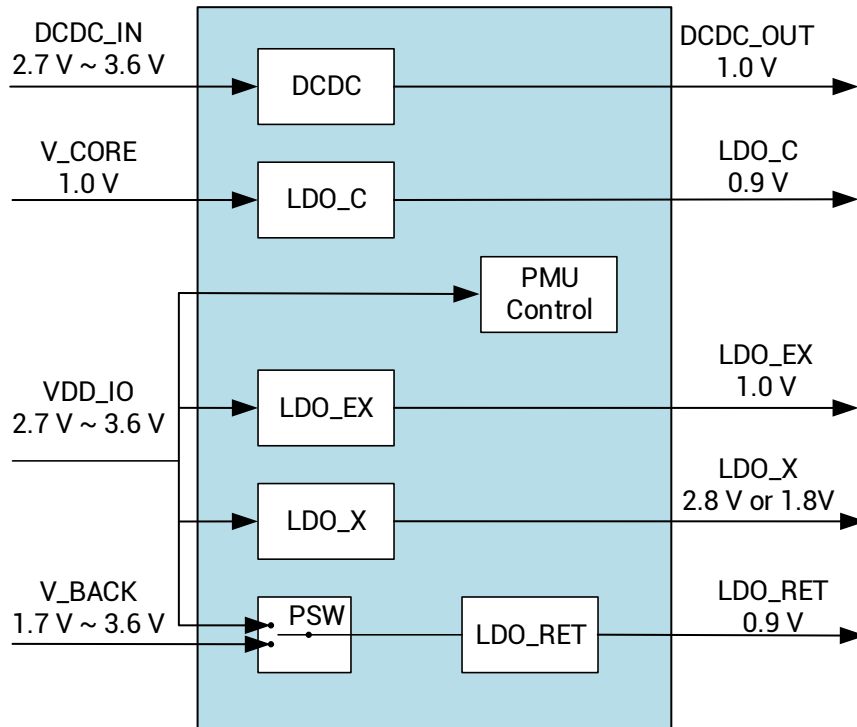 DCDC_IN
2.7 V ~ 3.6 V
DCDC
DCDC_OUT
1.0 V
V_CORE
1.0 V
LDO_C
LDO_C
0.9 V
PMU
Control
VDD_IO
2.7 V ~ 3.6 V
LDO_EX
LDO_EX
1.0 V
LDO_X
LDO_X
2.8 V or 1.8V
V_BACK
1.7 V ~ 3.6 V
PSW
LDO_RET
LDO_RET
0.9 V